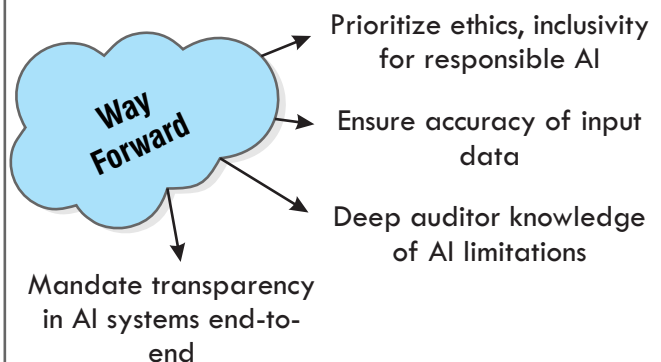 Way
Forward
Prioritize ethics, inclusivity
for responsible AI
Ensure accuracy of input
data
Deep auditor knowledge
of AI limitations
Mandate transparency
in AI systems end-to-
end